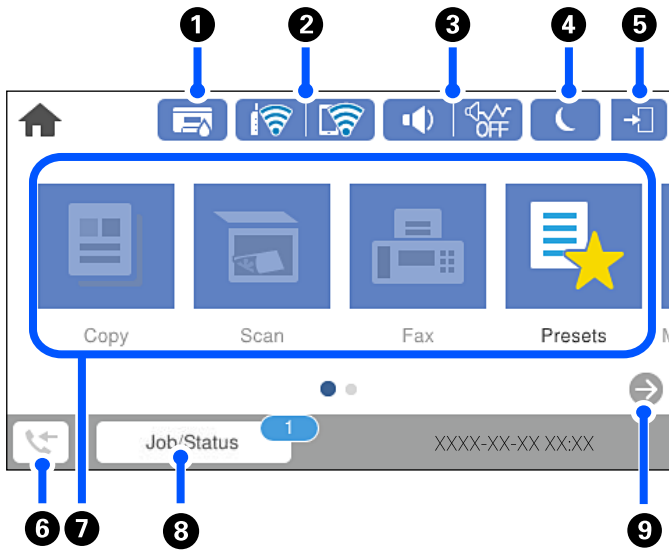 1 2 3 4 5
OFF
Copy Scan Fax Presets
Job/Status 1 XXXX-XX-XX XX:XX
6 7 8 9